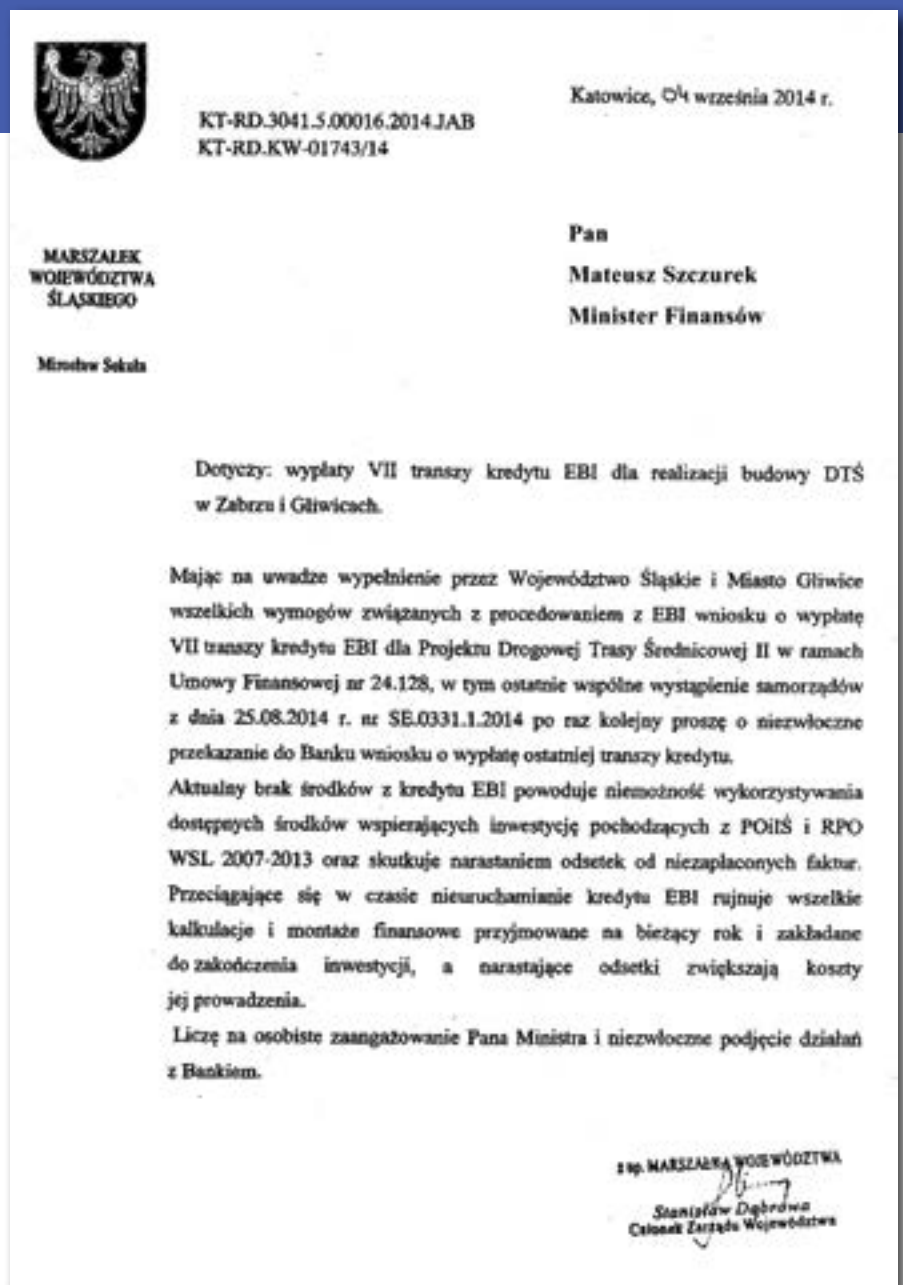 Katowice, 04 września 2014 r.
KT-RD.3041.5.00016.2014.JAB
KT-RD.KW-01743/14
MARSZAŁEK
WOJEWÓDZTWA
ŚLĄSKIEGO
Mirosław Sekuła
Pan
Mateusz Szczurek
Minister Finansów
Dotyczy: wypłaty VII transzy kredytu EBI dla realizacji budowy DTŚ
w Zabrzu i Gliwicach.
Mając na uwadze wypełnienie przez Województwo Śląskie i Miasto Gliwice
wszelkich wymogów związanych z procedowaniem z EBI wniosku o wypłatę
VII transzy kredytu EBI dla Projektu Drogowej Trasy Średnicowej II w ramach
Umowy Finansowej nr 24.128, w tym ostatnie wspólne wystąpienie samorządów
z dnia 25.08.2014 r. nr SE.0331.1.2014 po raz kolejny proszę o niezwłoczne
przekazanie do Banku wniosku o wypłatę ostatniej transzy kredytu.
Aktualny brak środków z kredytu EBI powoduje niemożność wykorzystywania
dostępnych środków wspierających inwestycję pochodzących z POiIŚ i RPO
WSL 2007-2013 oraz skutkuje narastaniem odsetek od niezapłaconych faktur.
Przeciągające się w czasie nieuruchamianie kredytu EBI rujnuje wszelkie
kalkulacje i montaże finansowe przyjmowane na bieżący rok i zakładane
do zakończenia inwestycji, a narastające odsetki zwiększają koszty
jej prowadzenia.
Liczę na osobiste zaangażowanie Pana Ministra i niezwłoczne podjęcie działań
z Bankiem.
z up. MARSZAŁKA WOJEWÓDZTWA
Stanisław Dąbrowa
Członek Zarządu Województwa